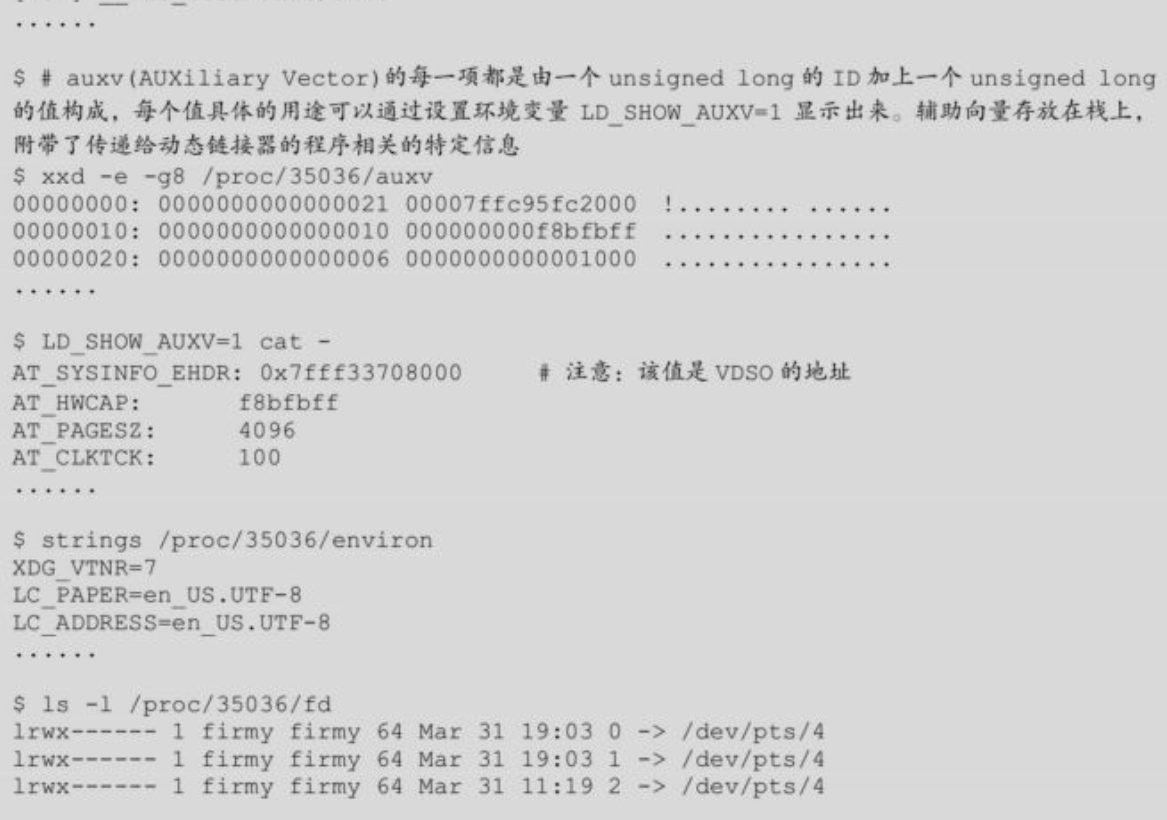 ......
$ # auxv(AUXiliary Vector)的每一项都是由一个 unsigned long 的 ID 加上一个 unsigned long
的值构成，每个值具体的用途可以通过设置环境变量 LD_SHOW_AUXV=1 显示出来。辅助向量存放在栈上，
附带了传递给动态链接器的程序相关的特定信息
$ xxd -e -g8 /proc/35036/auxv
00000000: 0000000000000021 00007ffc95fc2000  !........ ......
00000010: 0000000000000010 000000000f8bfbff  ................
00000020: 0000000000000006 0000000000001000  ................
......
$ LD_SHOW_AUXV=1 cat -
AT_SYSINFO_EHDR: 0x7fff33708000      # 注意：该值是 VDSO 的地址
AT_HWCAP:        f8bfbff
AT_PAGESZ:       4096
AT_CLKTCK:       100
......
$ strings /proc/35036/environ
XDG_VTNR=7
LC_PAPER=en_US.UTF-8
LC_ADDRESS=en_US.UTF-8
......
$ ls -l /proc/35036/fd
lrwx------ 1 firmy firmy 64 Mar 31 19:03 0 -> /dev/pts/4
lrwx------ 1 firmy firmy 64 Mar 31 19:03 1 -> /dev/pts/4
lrwx------ 1 firmy firmy 64 Mar 31 11:19 2 -> /dev/pts/4